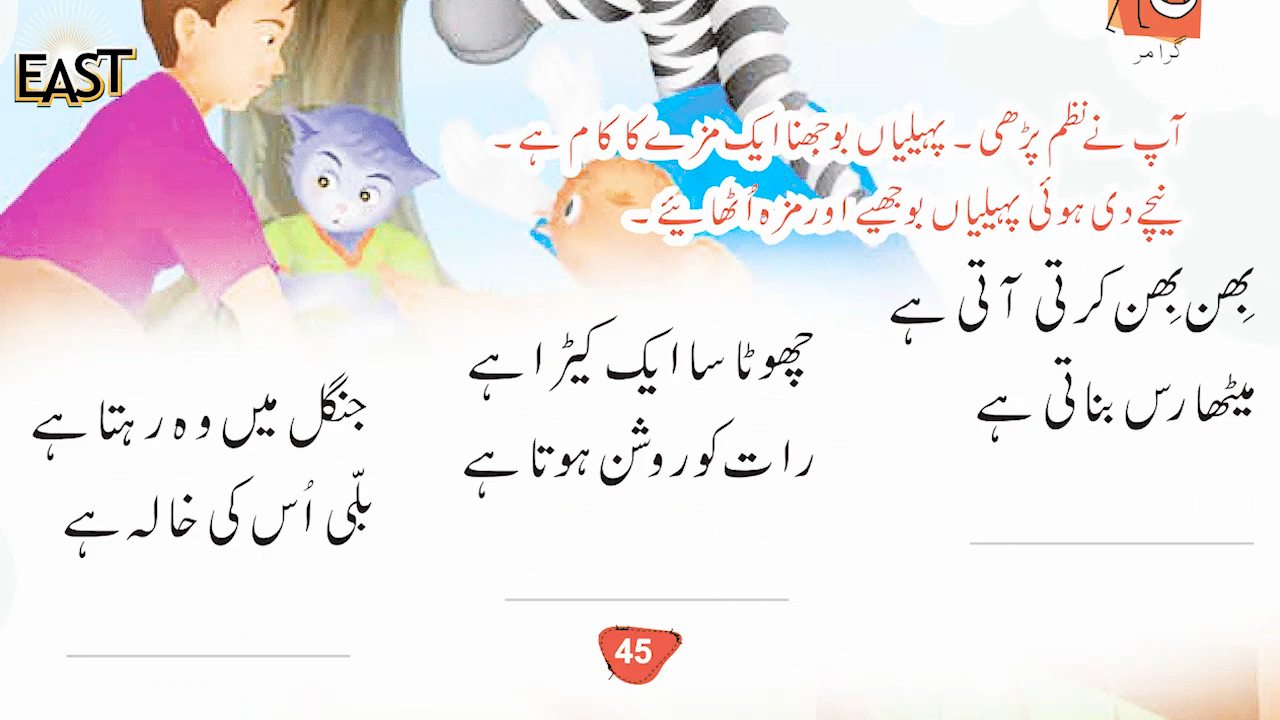 EAST
گرامر
آپ نے نظم پڑھی۔ پہیلیاں بوجھنا ایک مزے کا کام ہے۔
نیچے دی ہوئی پہیلیاں بوجھیے اور مزہ اُٹھایئے۔
بِھن بِھن کرتی آتی ہے
میٹھا رس بناتی ہے
چھوٹا سا ایک کیڑا ہے
رات کو روشن ہوتا ہے
جنگل میں وہ رہتا ہے
بلّی اُس کی خالہ ہے
45